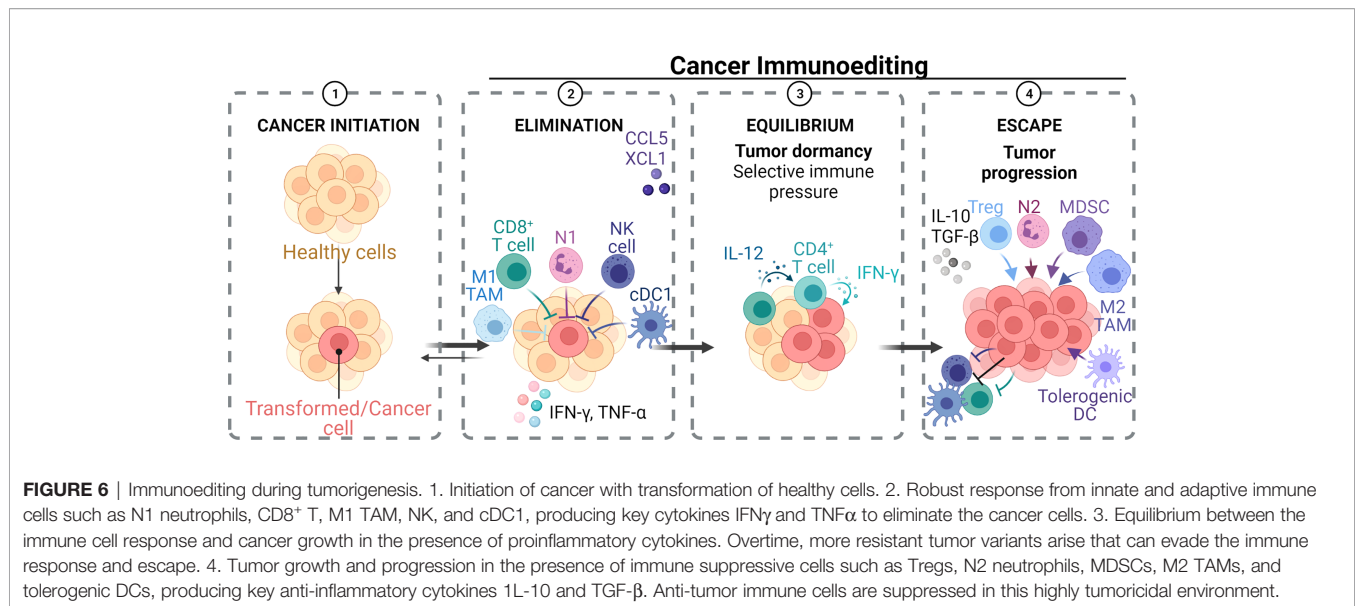 Cancer Immunoediting
1
CANCER INITIATION
Healthy cells
Transformed/Cancer
cell
2
ELIMINATION
CCL5
XCL1
CD8+
T cell
N1
NK
cell
M1
TAM
cDC1
IFN-γ, TNF-α
3
EQUILIBRIUM
Tumor dormancy
Selective immune
pressure
IL-12
CD4+
T cell
IFN-γ
4
ESCAPE
Tumor
progression
IL-10
TGF-β
Treg
N2
MDSC
M2
TAM
Tolerogenic
DC
FIGURE 6 | Immunoediting during tumorigenesis. 1. Initiation of cancer with transformation of healthy cells. 2. Robust response from innate and adaptive immune
cells such as N1 neutrophils, CD8+ T, M1 TAM, NK, and cDC1, producing key cytokines IFNγ and TNFα to eliminate the cancer cells. 3. Equilibrium between the
immune cell response and cancer growth in the presence of proinflammatory cytokines. Overtime, more resistant tumor variants arise that can evade the immune
response and escape. 4. Tumor growth and progression in the presence of immune suppressive cells such as Tregs, N2 neutrophils, MDSCs, M2 TAMs, and
tolerogenic DCs, producing key anti-inflammatory cytokines 1L-10 and TGF-β. Anti-tumor immune cells are suppressed in this highly tumoricidal environment.